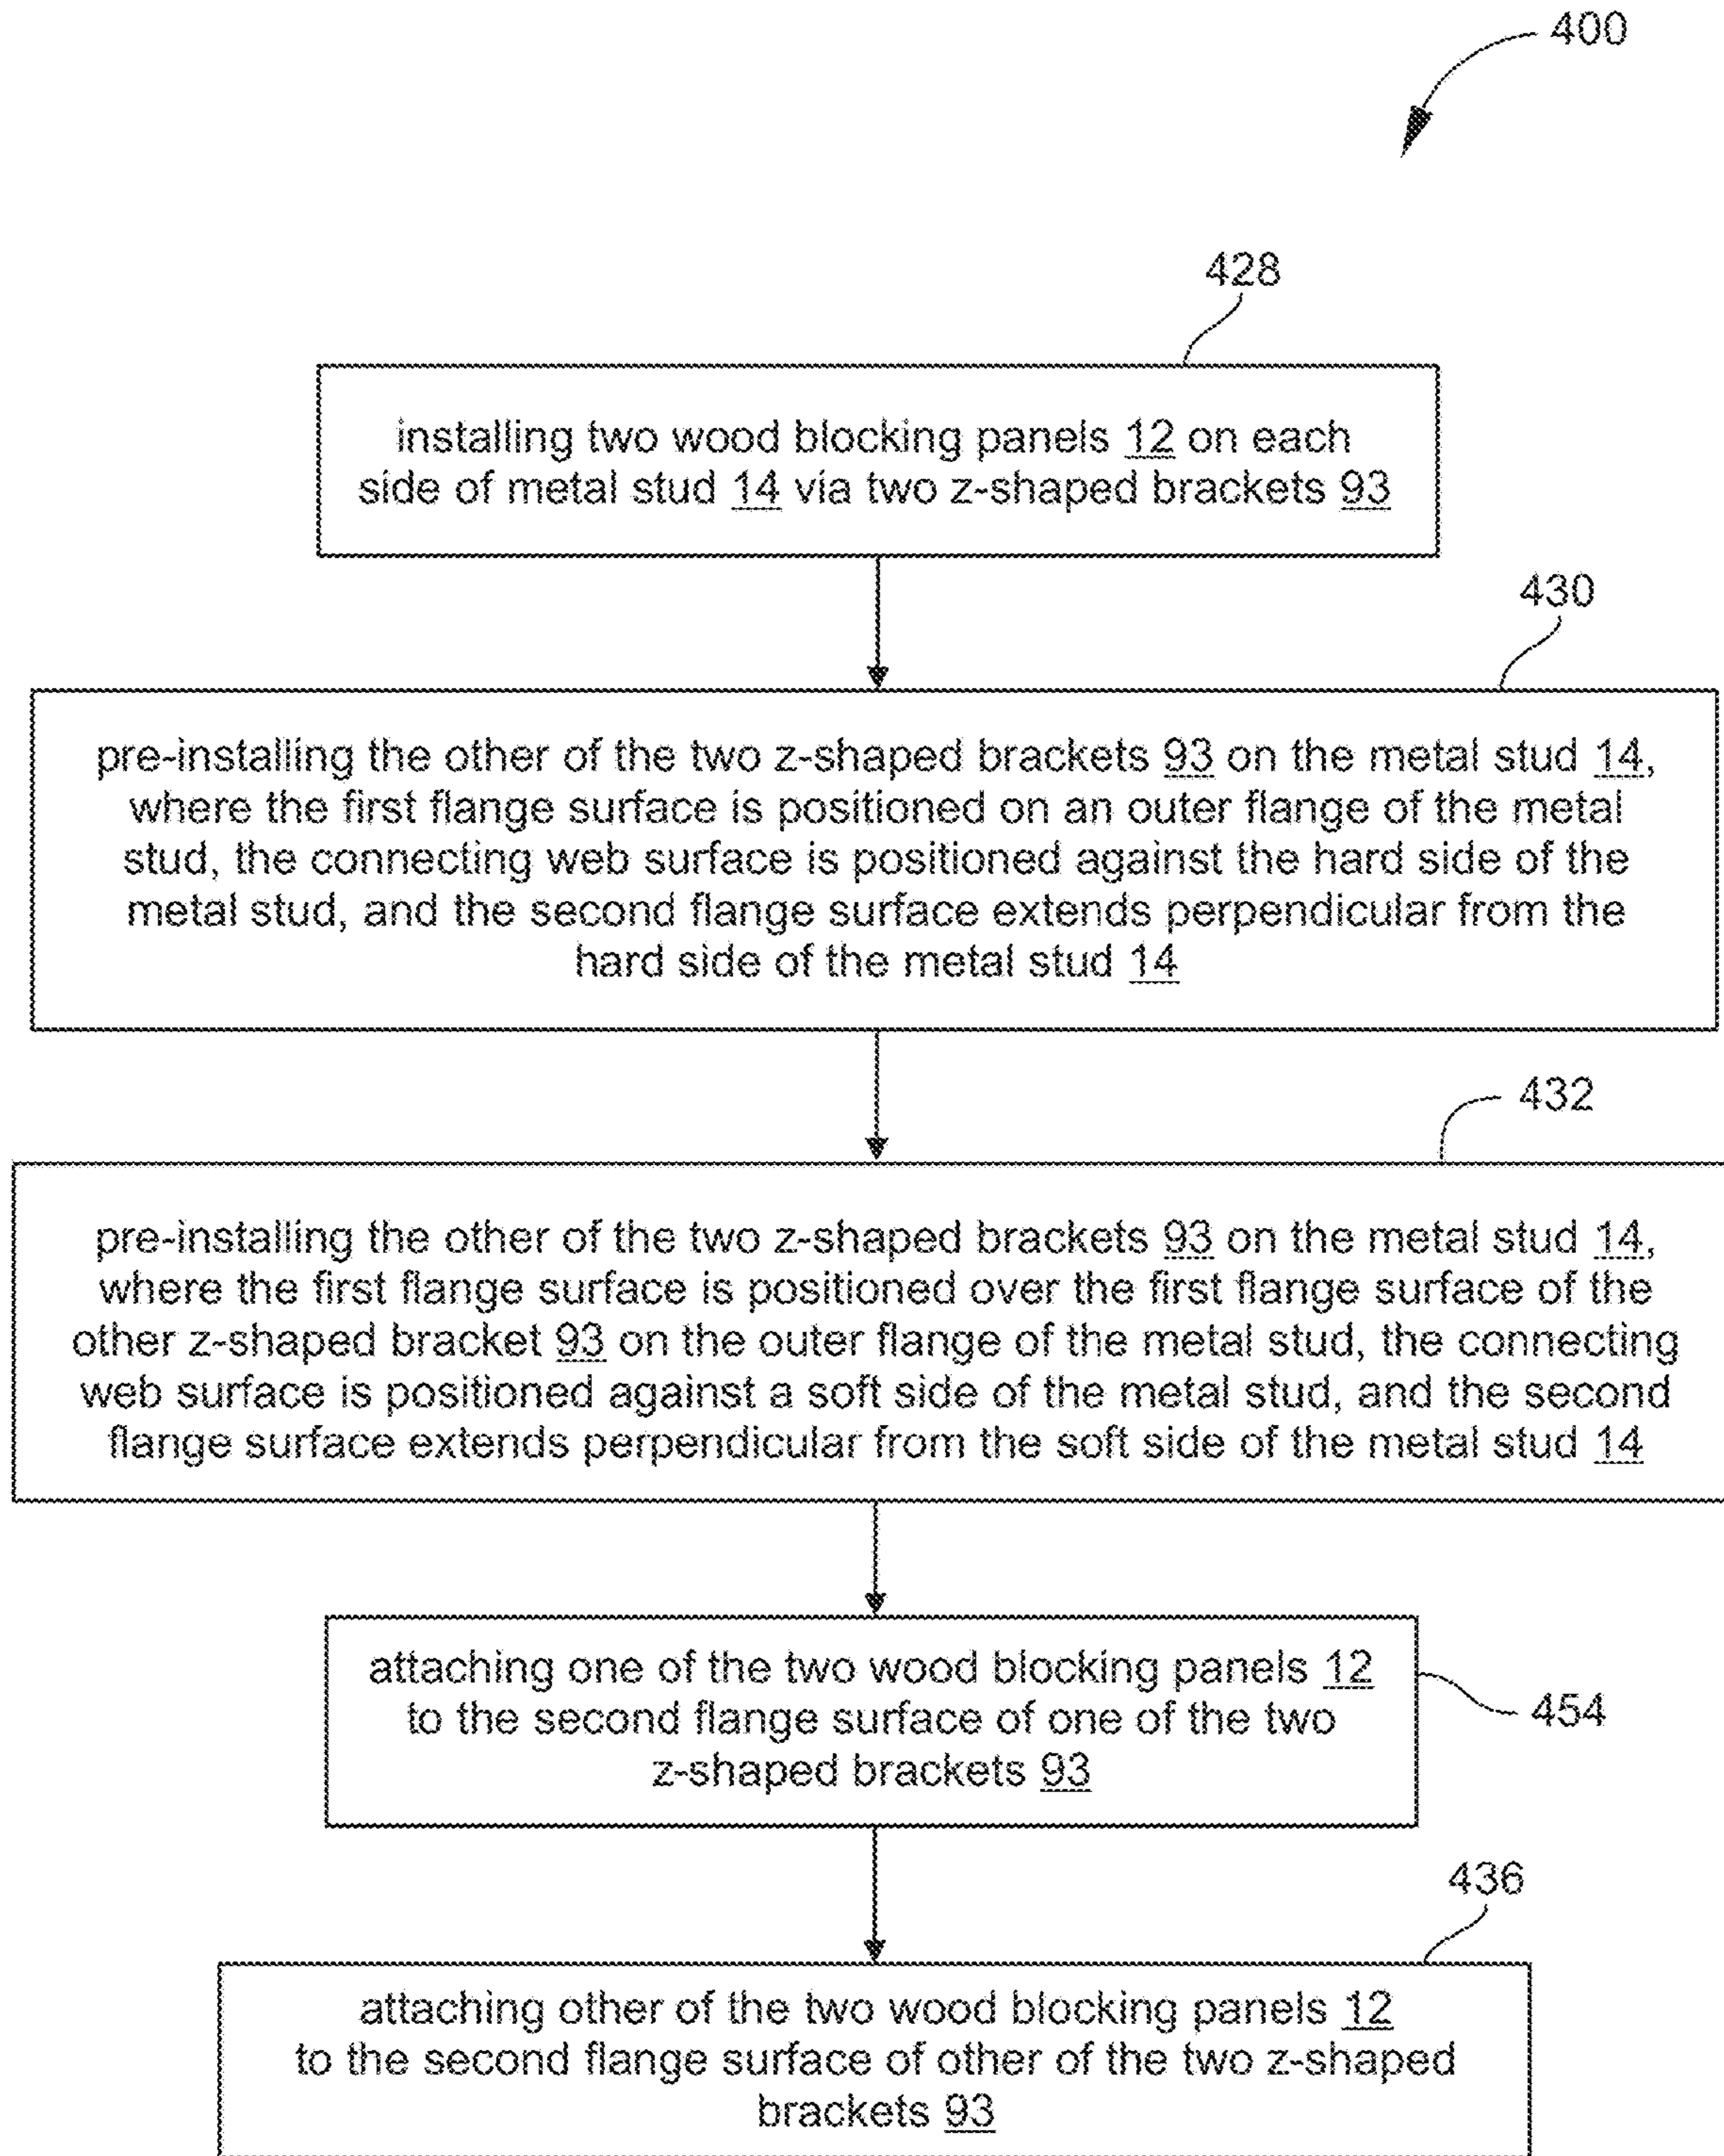 400
428
installing two wood blocking panels 12 on each
side of metal stud 14 via two z-shaped brackets 93
430
pre-installing the other of the two z-shaped brackets 93 on the metal stud 14,
where the first flange surface is positioned on an outer flange of the metal
stud, the connecting web surface is positioned against the hard side of the
metal stud, and the second flange surface extends perpendicular from the
hard side of the metal stud 14
432
pre-installing the other of the two z-shaped brackets 93 on the metal stud 14,
where the first flange surface is positioned over the first flange surface of the
other z-shaped bracket 93 on the outer flange of the metal stud, the connecting
web surface is positioned against a soft side of the metal stud, and the second
flange surface extends perpendicular from the soft side of the metal stud 14
attaching one of the two wood blocking panels 12
to the second flange surface of one of the two
z-shaped brackets 93
454
436
attaching other of the two wood blocking panels 12
to the second flange surface of other of the two z-shaped
brackets 93